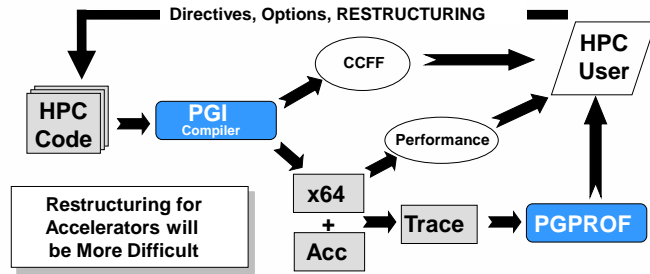 Directives, Options, RESTRUCTURING
HPC
User
CCFF
HPC
Code
PGI
Compiler
Performance
x64
+
Acc
Trace
PGPROF
Restructuring for
Accelerators will
be More Difficult